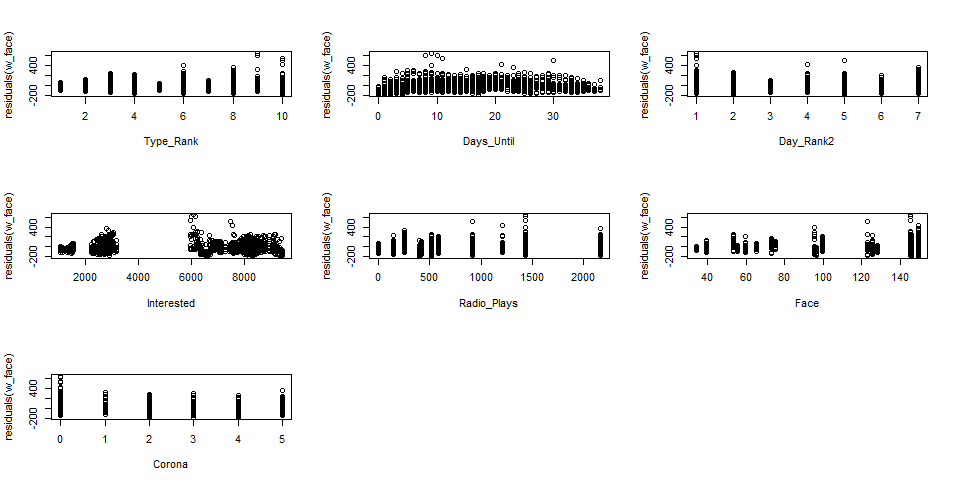 residuals(w_face)
400
-200
2 4 6 8 10
Type_Rank
residuals(w_face)
400
-200
0 10 20 30
Days_Until
residuals(w_face)
400
-200
1 2 3 4 5 6 7
Day_Rank2
residuals(w_face)
400
-200
2000 4000 6000 8000
Interested
residuals(w_face)
400
-200
0 500 1000 1500 2000
Radio_Plays
residuals(w_face)
400
-200
40 60 80 100 120 140
Face
residuals(w_face)
400
-200
0 1 2 3 4 5
Corona